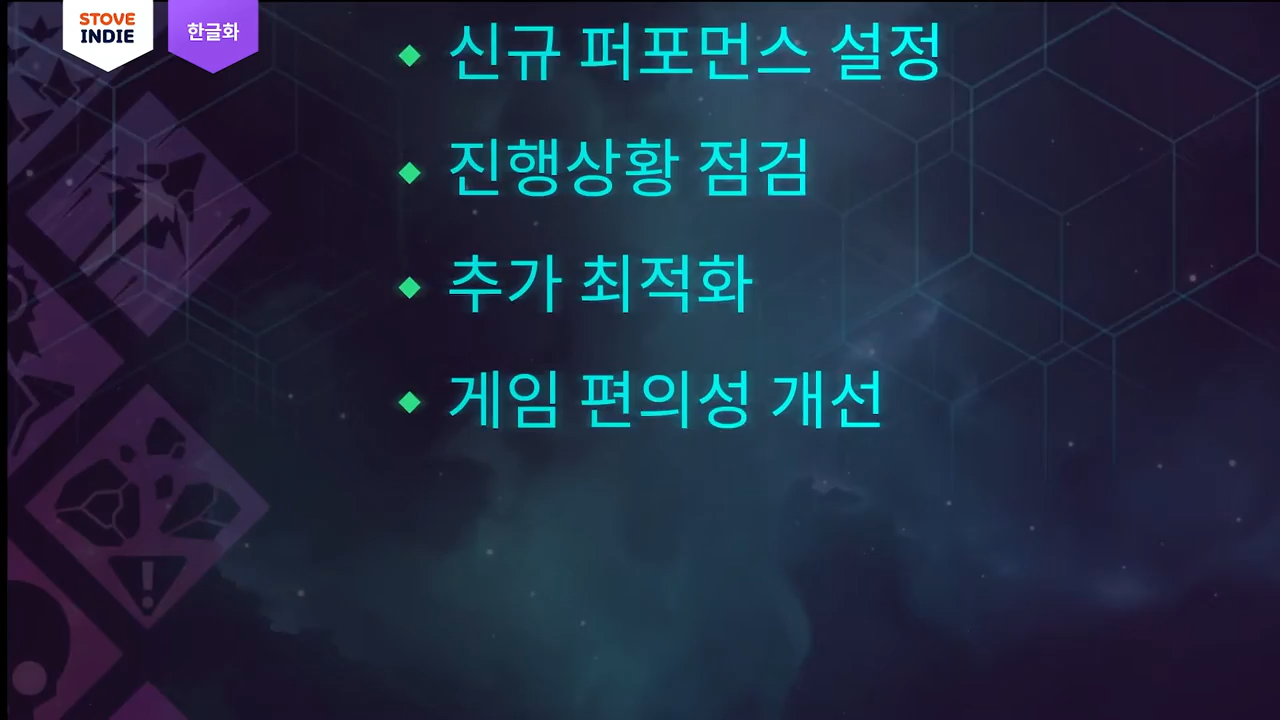 STOVE
INDIE
한글화
신규 퍼포먼스 설정
진행상황 점검
추가 최적화
게임 편의성 개선